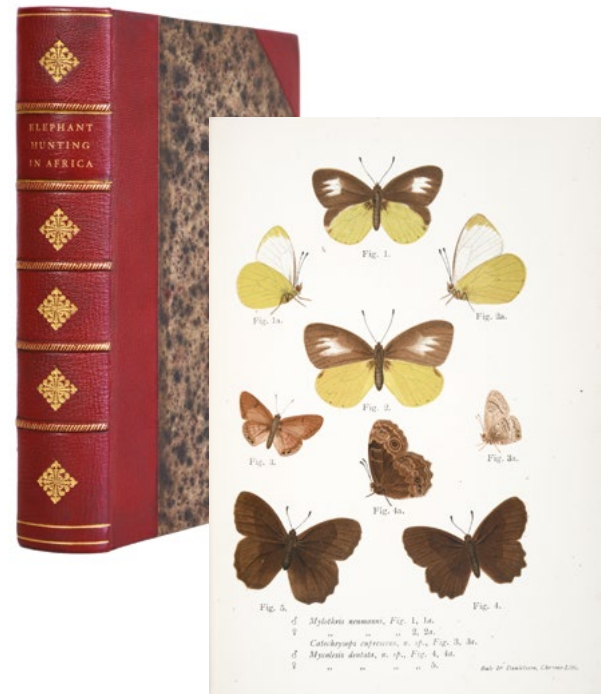 ELEPHANT
HUNTING
IN AFRICA
Fig. 1.
Fig. 1a.
Fig. 2a.
Fig. 2.
Fig. 3.
Fig. 3a.
Fig. 4a.
Fig. 5.
Fig. 4.
♂ Mylothris neumanni, Fig. 1, 1a.
♀ „ „ „ 2, 2a.
Catochrysops cupreseus, n. sp., Fig. 3, 3a.
♂ Mycalesis dentata, n. sp., Fig. 4, 4a.
♀ „ „ „ „ 5.
Bale & Danielsson, Chromo-Lith.